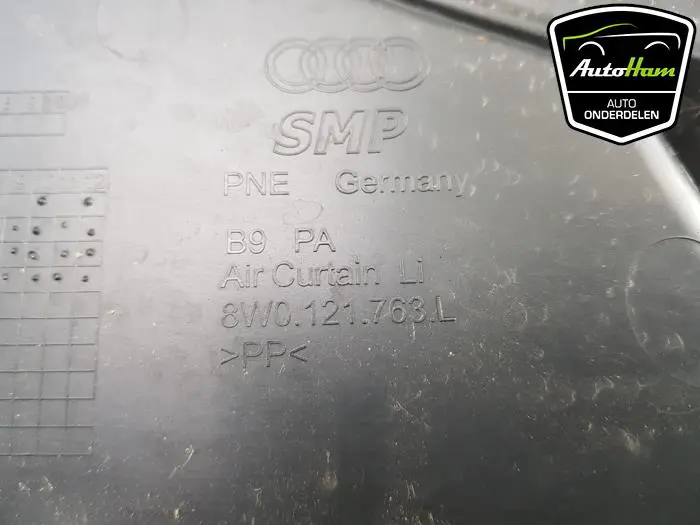 AutoHam
AUTO
ONDERDELEN
SMP
PNE Germany
B9 PA
Air Curtain Li
8W0.121.763.L
>PP<